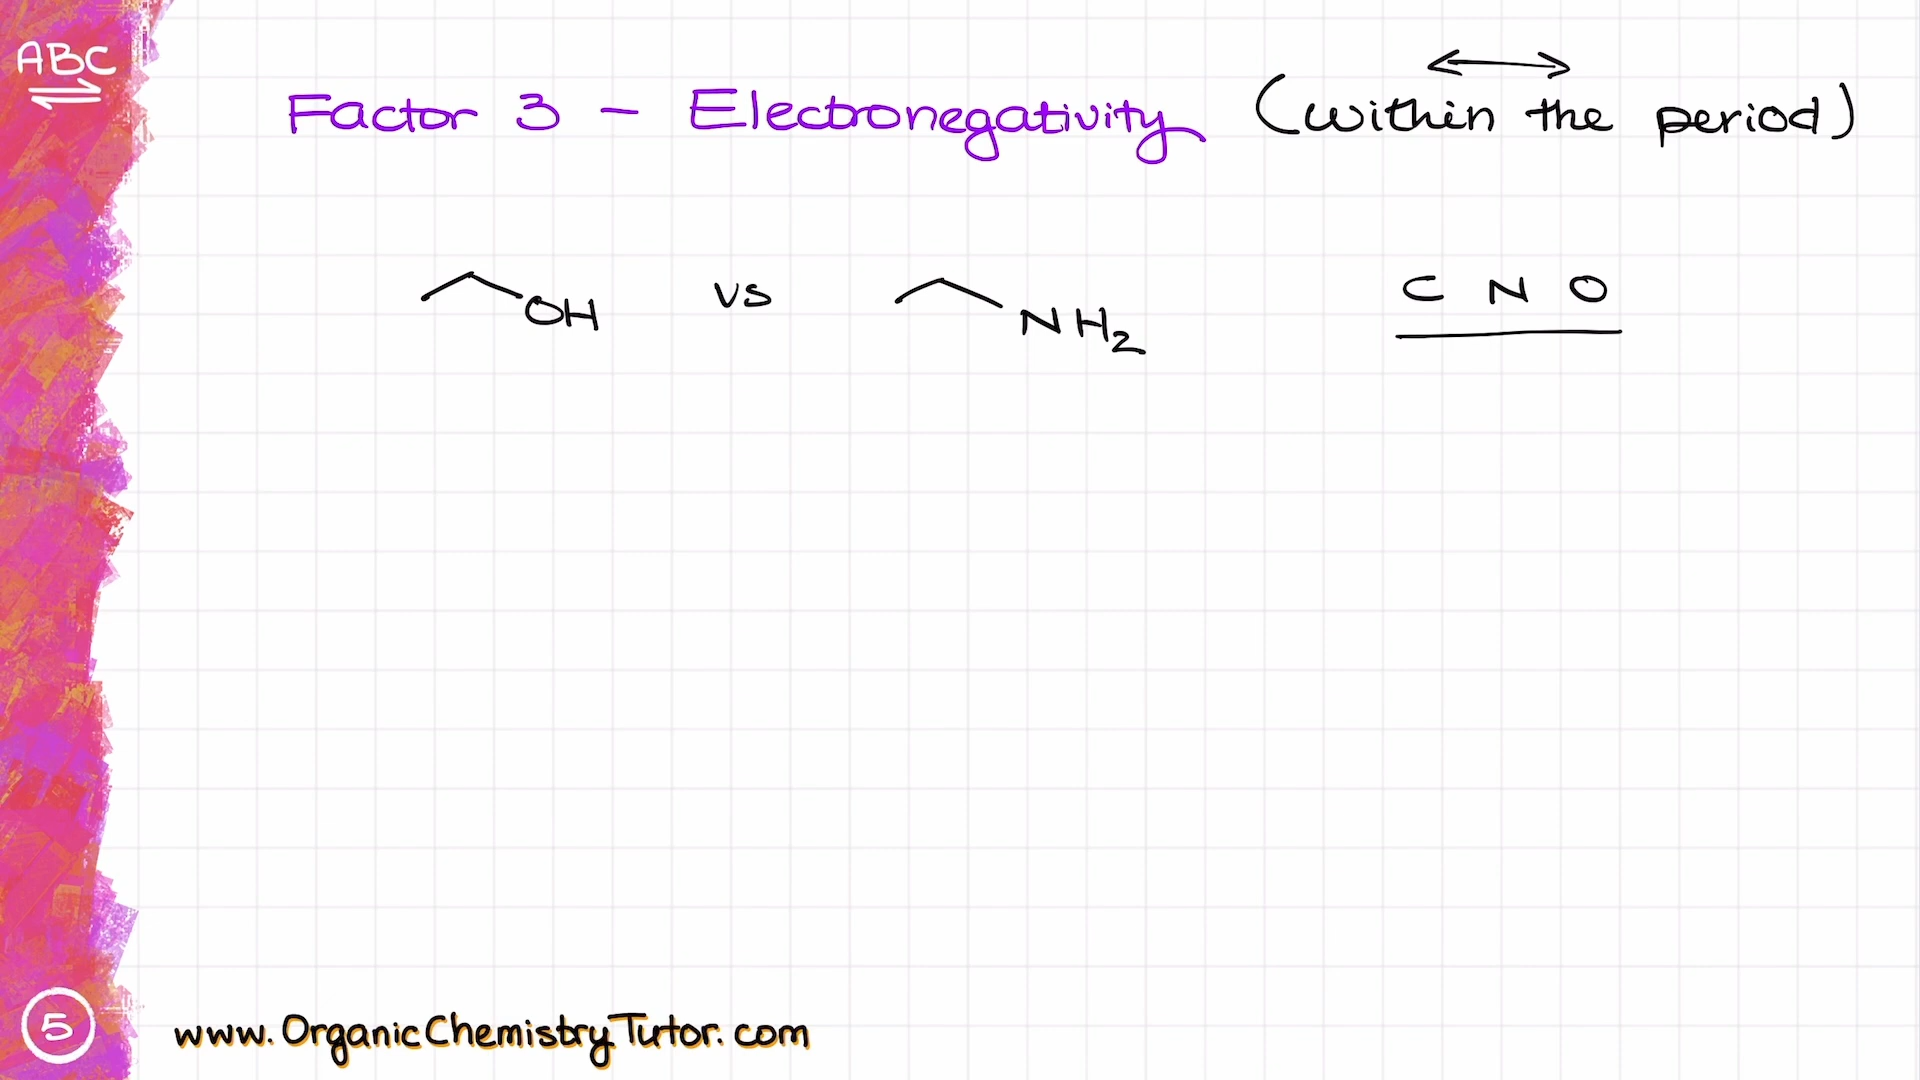 ABC
Factor 3 - Electronegativity (within the period)
OH vs NH2 C N O
5 www.OrganicChemistryTutor.com